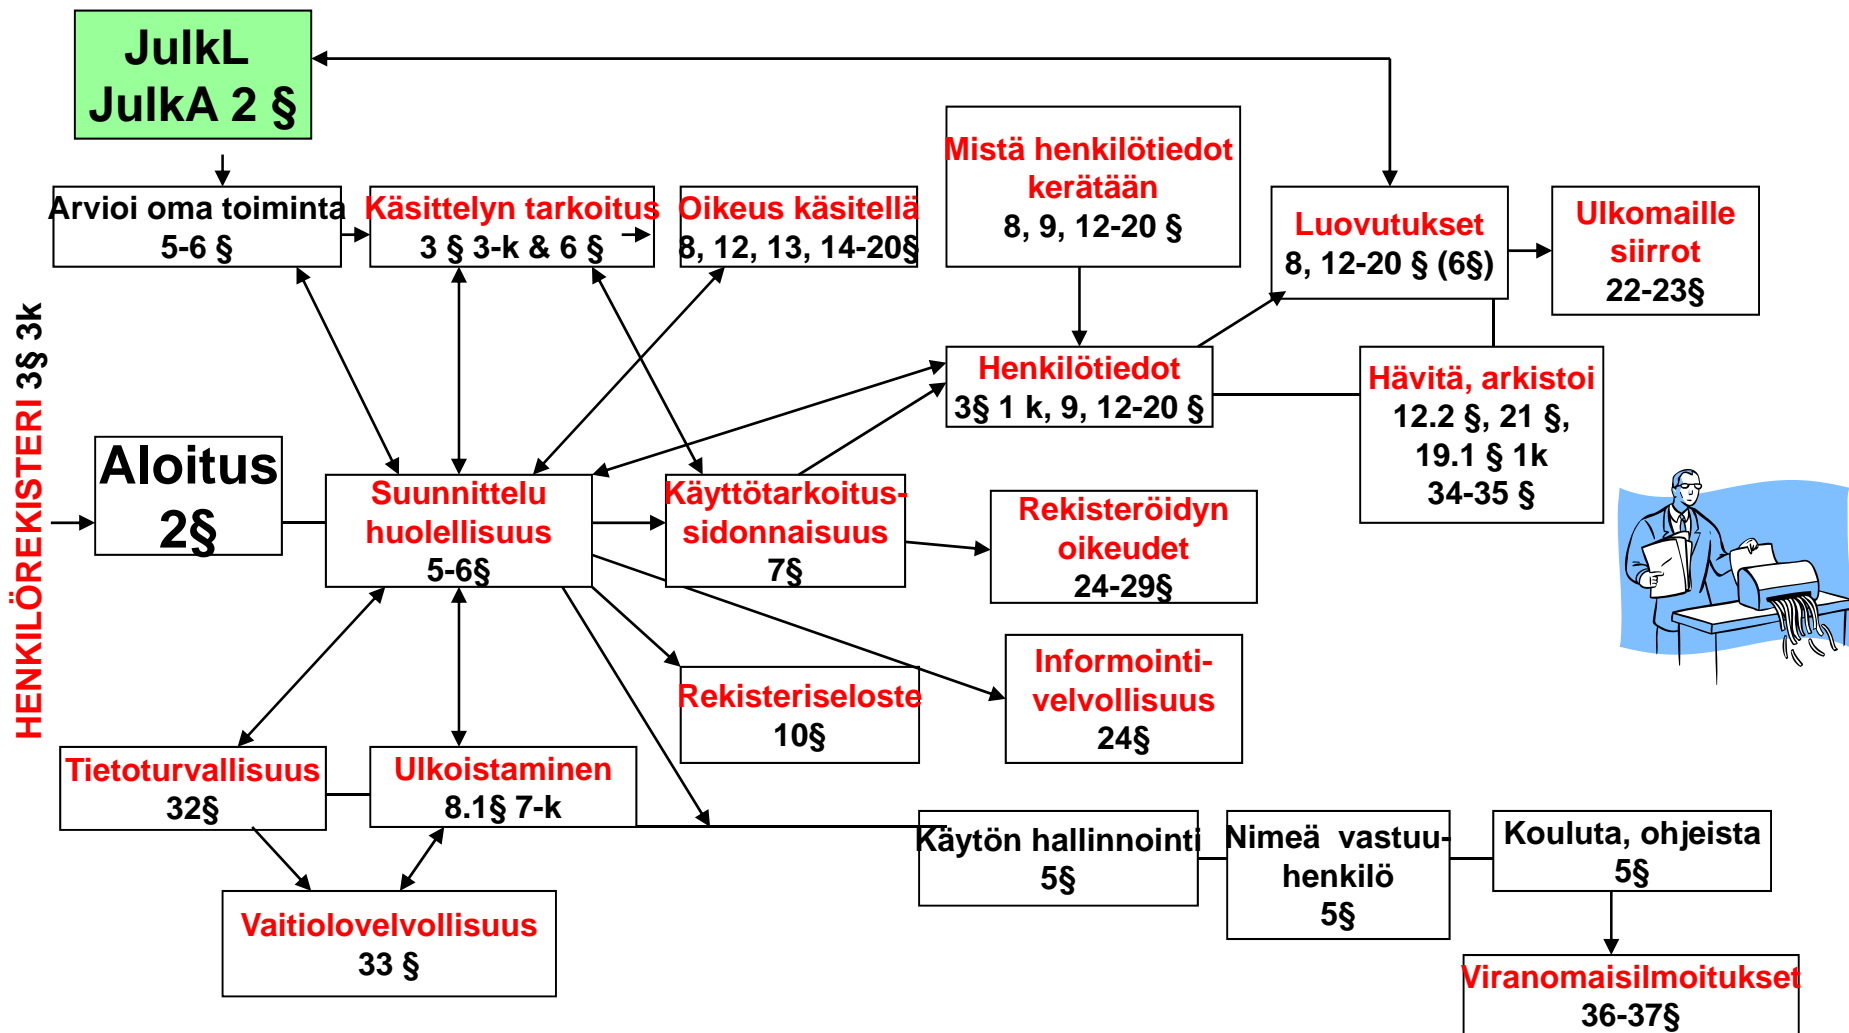 JulkL
JulkA 2 §
Mistä henkilötiedot
kerätään
8, 9, 12-20 §
Arvioi oma toiminta
5-6 §
Käsittelyn tarkoitus
3 § 3-k & 6 §
Oikeus käsitellä
8, 12, 13, 14-20§
Luovutukset
8, 12-20 § (6§)
Ulkomaille
siirrot
22-23§
HENKILÖREKISTERI 3§ 3k
Henkilötiedot
3§ 1 k, 9, 12-20 §
Hävitä, arkistoi
12.2 §, 21 §,
19.1 § 1k
34-35 §
Aloitus
2§
Suunnittelu
huolellisuus
5-6§
Käyttötarkoitus-
sidonnaisuus
7§
Rekisteröidyn
oikeudet
24-29§
Rekisteriseloste
10§
Informointi-
velvollisuus
24§
Tietoturvallisuus
32§
Ulkoistaminen
8.1§ 7-k
Käytön hallinnointi
5§
Nimeä vastuu-
henkilö
5§
Kouluta, ohjeista
5§
Vaitiolovelvollisuus
33 §
Viranomaisilmoitukset
36-37§